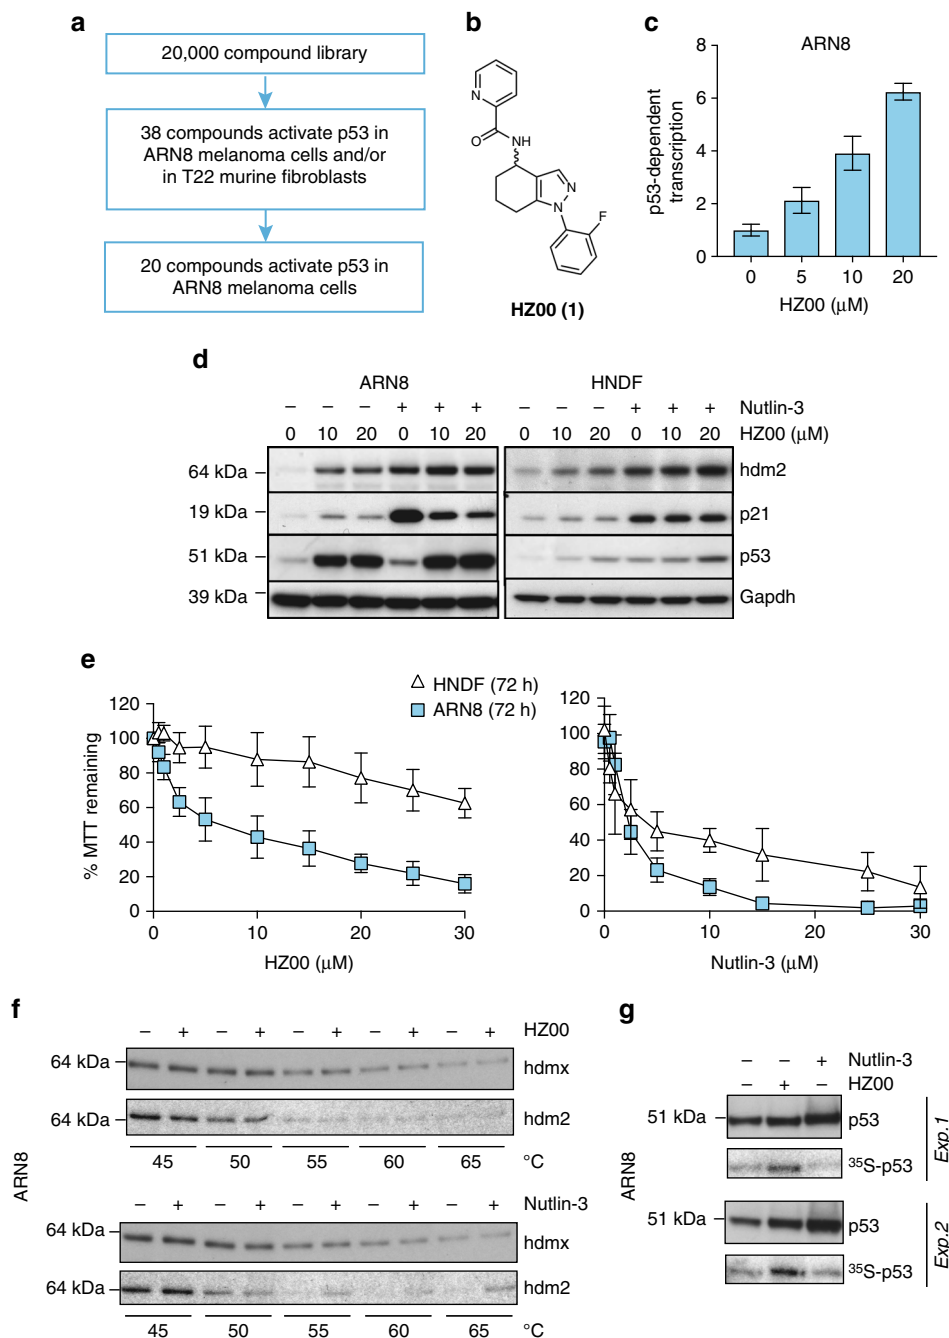 a
20,000 compound library
38 compounds activate p53 in
ARN8 melanoma cells and/or
in T22 murine fibroblasts
20 compounds activate p53 in
ARN8 melanoma cells
b
N
O
NH
N
N
F
HZ00 (1)
c
ARN8
p53-dependent
transcription
8
6
4
2
0
0 5 10 20
HZ00 (μM)
d
ARN8 HNDF
– – – + + + – – – + + + Nutlin-3
0 10 20 0 10 20 0 10 20 0 10 20 HZ00 (μM)
64 kDa hdm2
19 kDa p21
51 kDa p53
39 kDa Gapdh
e
HNDF (72 h)
ARN8 (72 h)
% MTT remaining
120
100
80
60
40
20
0
0 10 20 30
HZ00 (μM)
120
100
80
60
40
20
0
0 10 20 30
Nutlin-3 (μM)
f
ARN8
– + – + – + – + – + HZ00
64 kDa hdmx
64 kDa hdm2
45 50 55 60 65 °C
– + – + – + – + – + Nutlin-3
64 kDa hdmx
64 kDa hdm2
45 50 55 60 65 °C
g
ARN8
– – + Nutlin-3
– + – HZ00
51 kDa p53
35S-p53
Exp.1
51 kDa p53
35S-p53
Exp.2